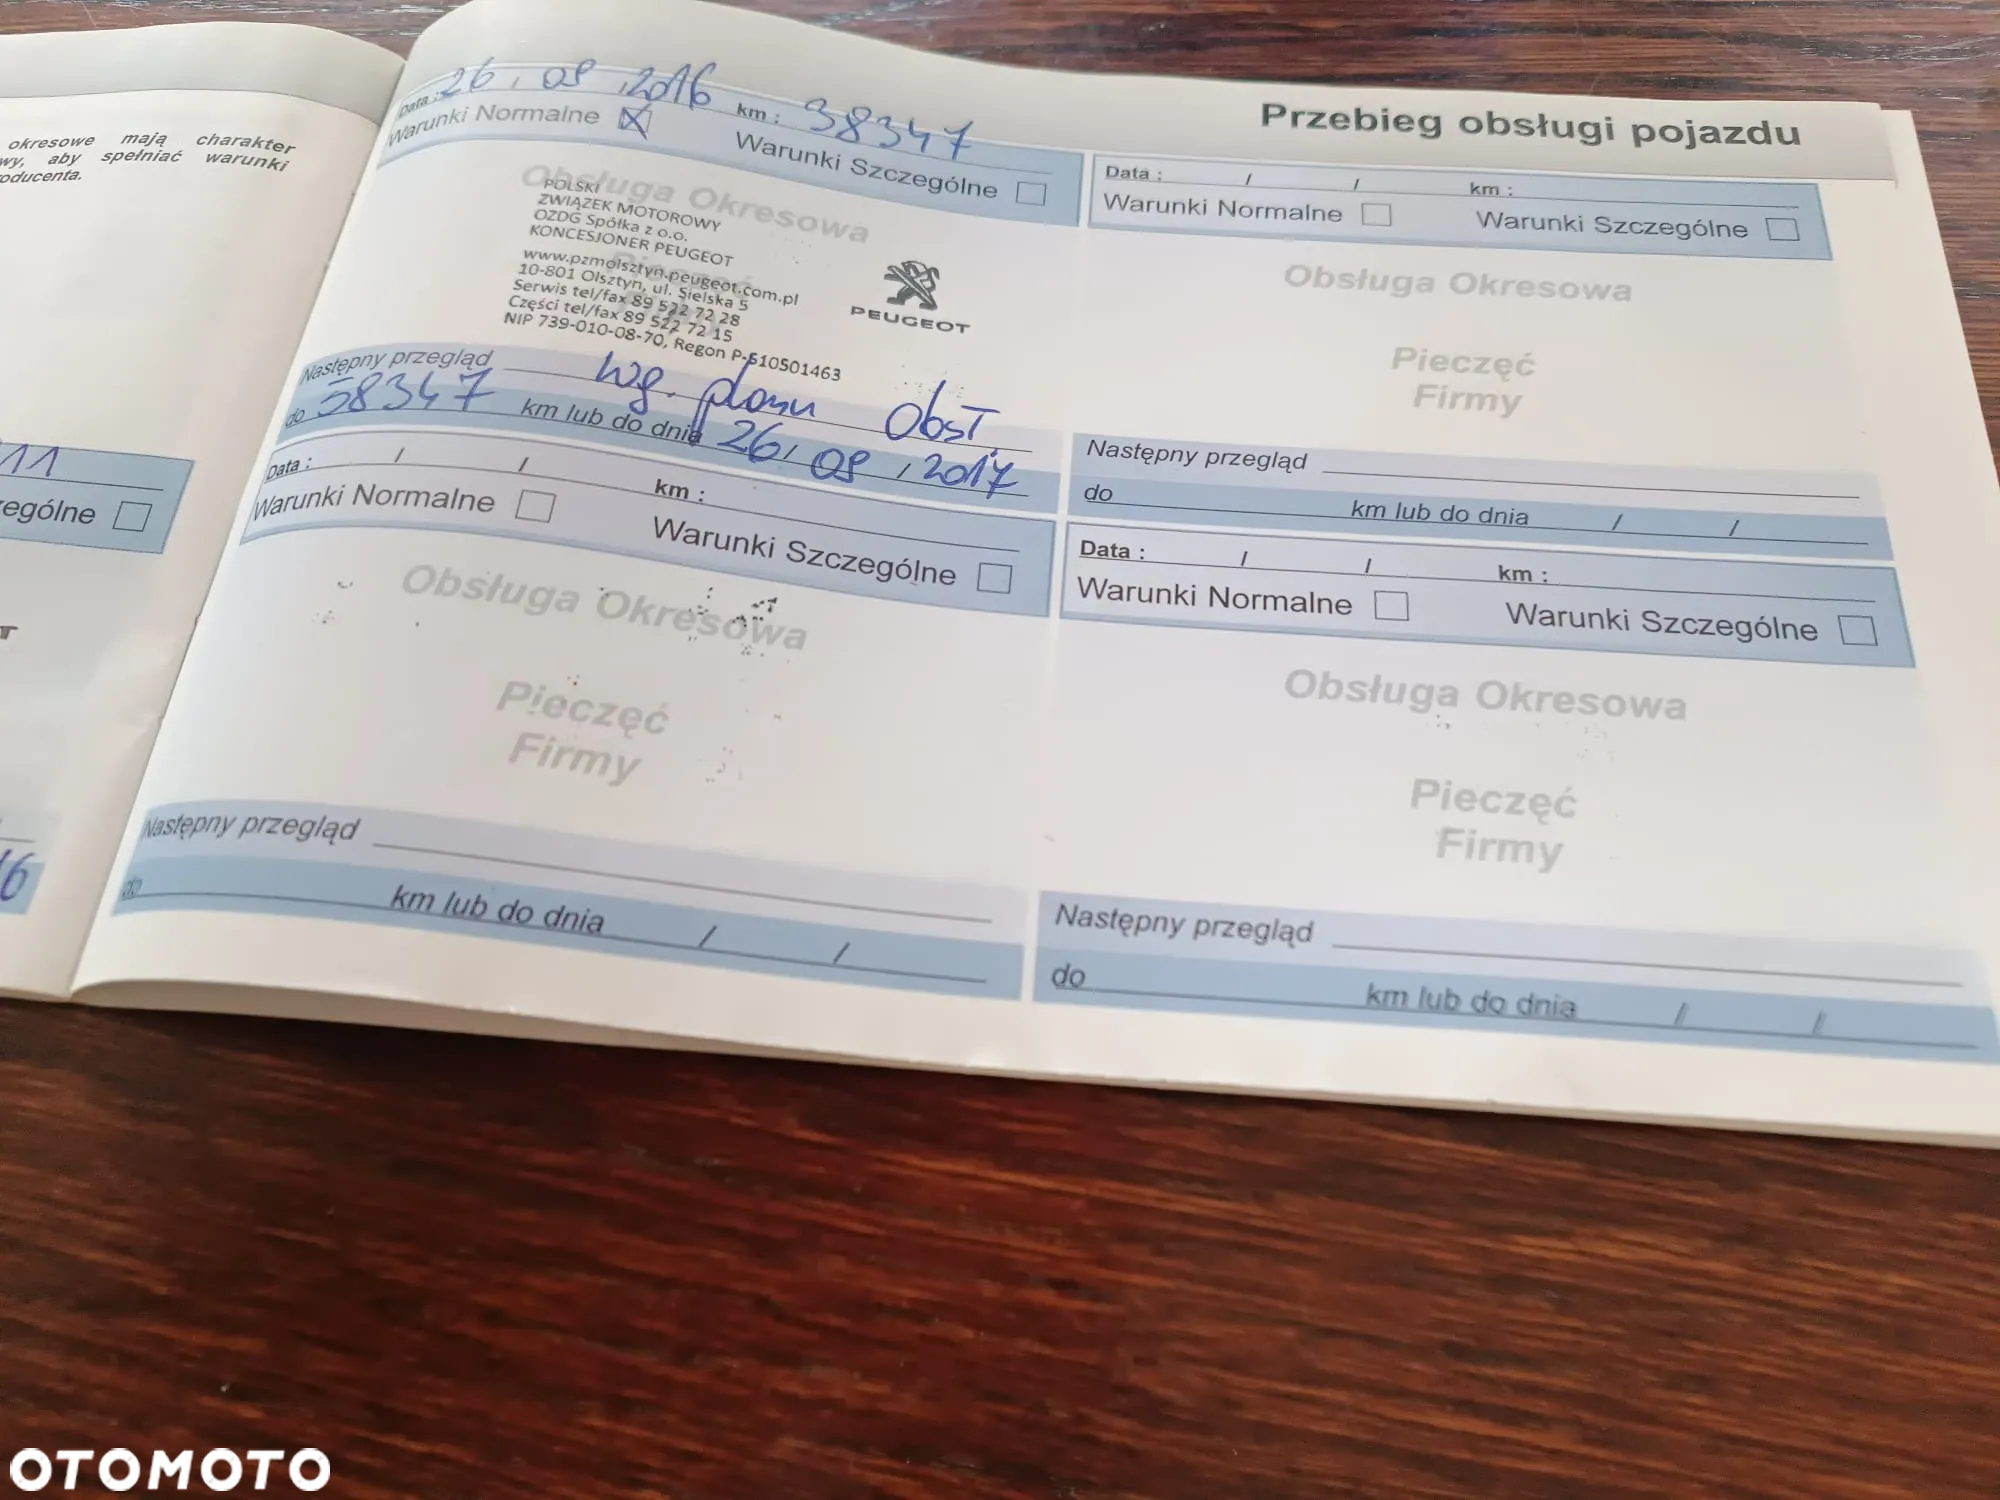 okresowe mają charakter
wy, aby spełniać warunki
oducenta.
11
ególne
16
Przebieg obsługi pojazdu
Data : 26 , 08 , 2016 km : 38347
Warunki Normalne Warunki Szczególne
Obsługa Okresowa
Pieczęć
Firmy
POLSKI
ZWIĄZEK MOTOROWY
OZDG Spółka z o.o.
KONCESJONER PEUGEOT
www.pzmolsztyn.peugeot.com.pl
10-801 Olsztyn, ul. Sielska 5
Serwis tel/fax 89 522 72 28
Części tel/fax 89 522 72 15
NIP 739-010-08-70, Regon P-510501463
PEUGEOT
Następny przegląd wg. planu Obsł.
do 58347 km lub do dnia 26 / 08 / 2017
Data : / / km :
Warunki Normalne Warunki Szczególne
Obsługa Okresowa
Pieczęć
Firmy
Następny przegląd
do km lub do dnia / /
Data : / / km :
Warunki Normalne Warunki Szczególne
Obsługa Okresowa
Pieczęć
Firmy
Następny przegląd
do km lub do dnia / /
Data : / / km :
Warunki Normalne Warunki Szczególne
Obsługa Okresowa
Pieczęć
Firmy
Następny przegląd
do km lub do dnia / /
OTOMOTO